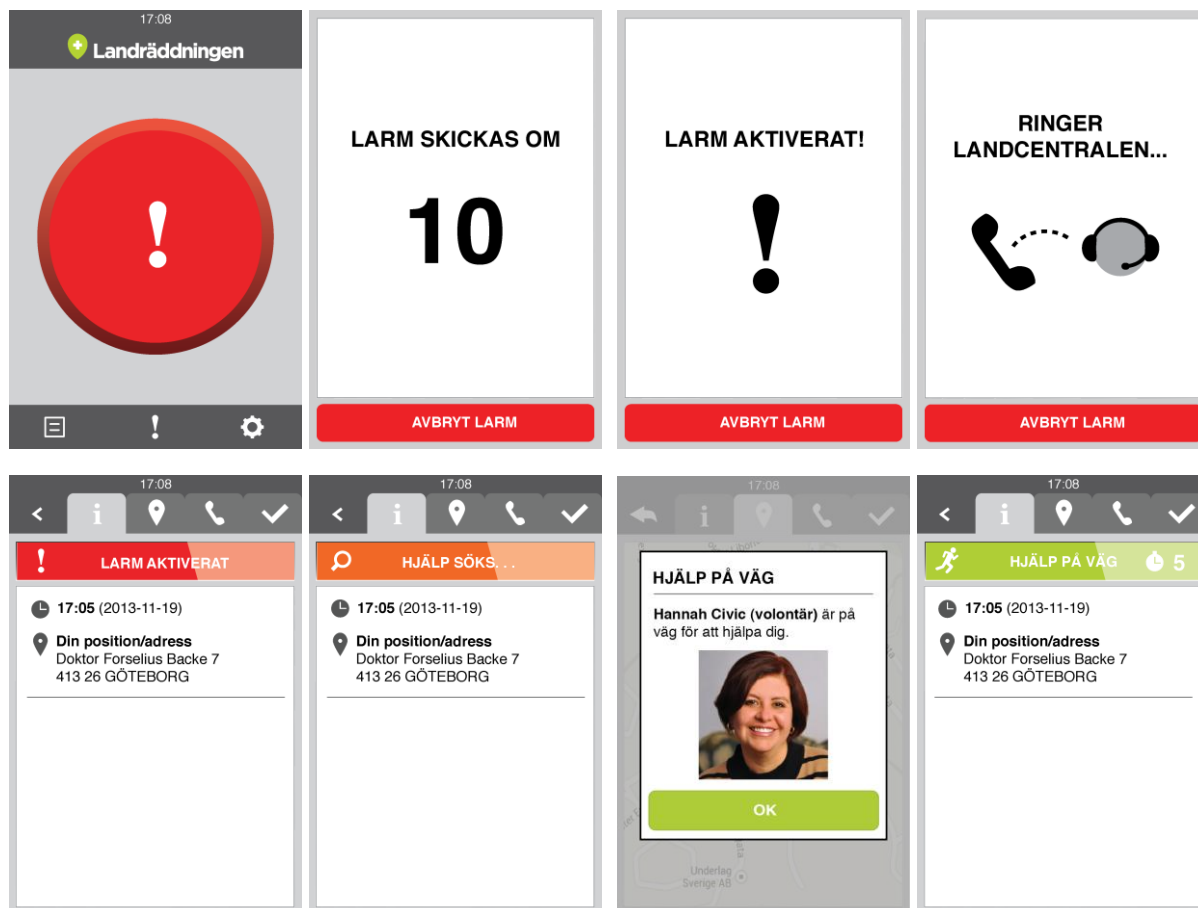 17:08
Landräddningen
!
LARM SKICKAS OM
10
AVBRYT LARM
LARM AKTIVERAT!
!
AVBRYT LARM
RINGER
LANDCENTRALEN...
AVBRYT LARM
17:08
i
! LARM AKTIVERAT
17:05 (2013-11-19)
Din position/adress
Doktor Forselius Backe 7
413 26 GÖTEBORG
17:08
i
HJÄLP SÖKS. . .
17:05 (2013-11-19)
Din position/adress
Doktor Forselius Backe 7
413 26 GÖTEBORG
17:08
i
HJÄLP PÅ VÄG
Hannah Civic (volontär) är på
väg för att hjälpa dig.
OK
Underlag
Sverige AB
17:08
i
HJÄLP PÅ VÄG 5
17:05 (2013-11-19)
Din position/adress
Doktor Forselius Backe 7
413 26 GÖTEBORG